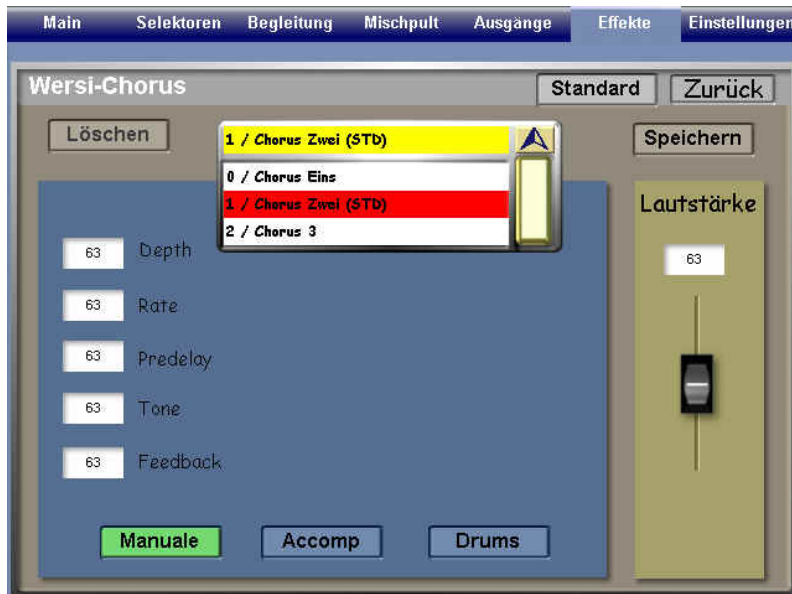 Main Selektoren Begleitung Mischpult Ausgänge Effekte Einstellungen
Wersi-Chorus Standard Zurück
Löschen 1 / Chorus Zwei (STD) Speichern
0 / Chorus Eins
1 / Chorus Zwei (STD)
2 / Chorus 3
Lautstärke
63 Depth 63
63 Rate
63 Predelay
63 Tone
63 Feedback
Manuale Accomp Drums